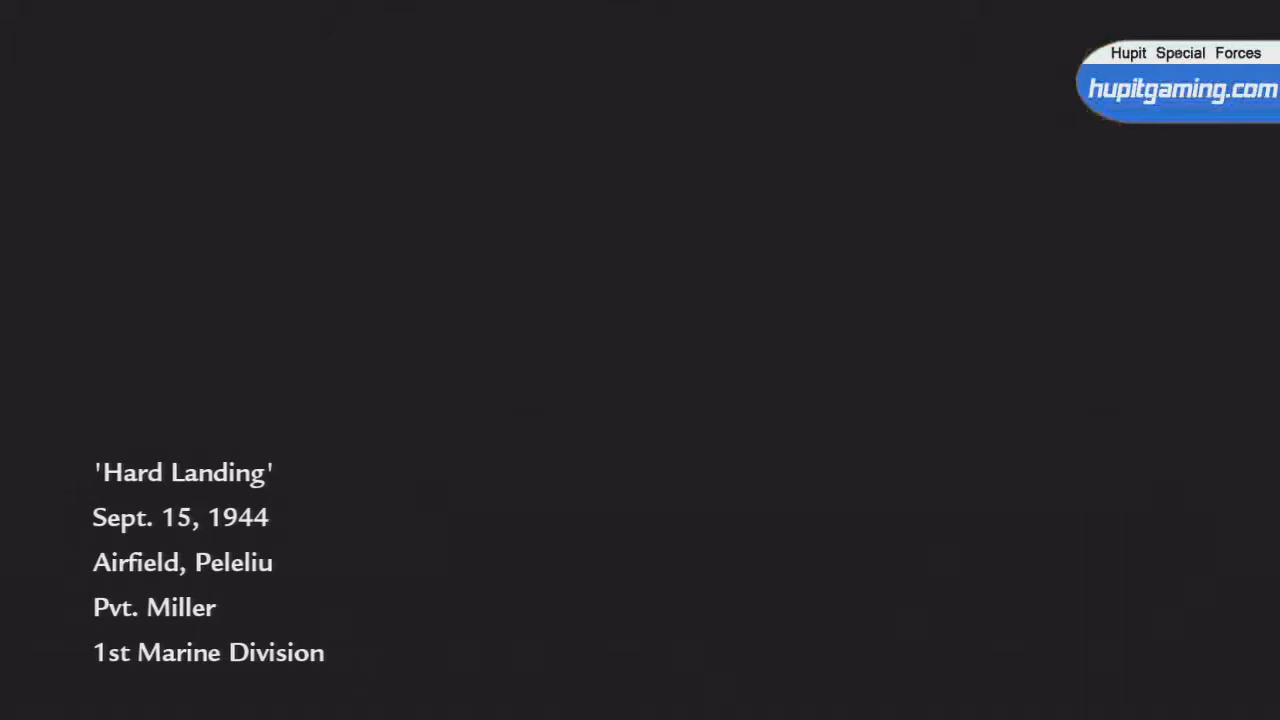 Hupit Special Forces
hupitgaming.com
'Hard Landing'
Sept. 15, 1944
Airfield, Peleliu
Pvt. Miller
1st Marine Division